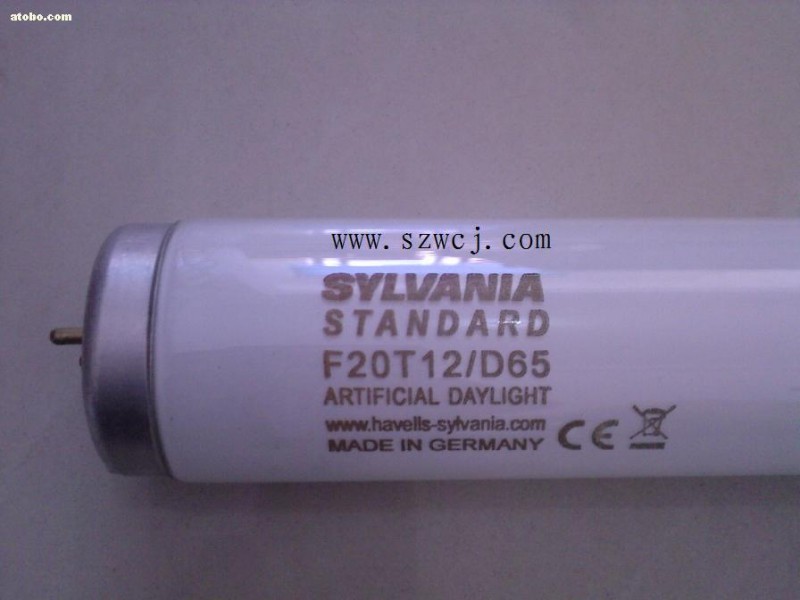 atobo.com
www.szwcj.com
SYLVANIA
STANDARD
F20T12/D65
ARTIFICIAL DAYLIGHT
www.havells-sylvania.com
MADE IN GERMANY CE